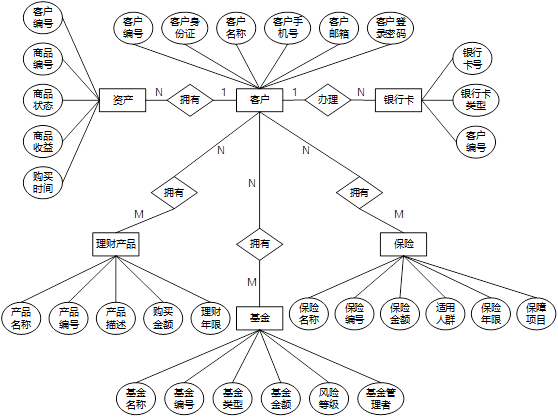 客户
编号
客户身
份证
客户
名称
客户手
机号
客户
邮箱
客户登
录密码
客户
编号
商品
编号
商品
状态
商品
收益
购买
时间
资产
N
拥有
1
客户
1
办理
N
银行卡
银行
卡号
银行卡
类型
客户
编号
N
N
N
拥有
拥有
拥有
M
M
M
理财产品
基金
保险
产品
名称
产品
编号
产品
描述
购买
金额
理财
年限
保险
名称
保险
编号
保险
金额
适用
人群
保险
年限
保障
项目
基金
名称
基金
编号
基金
类型
基金
金额
风险
等级
基金管
理者